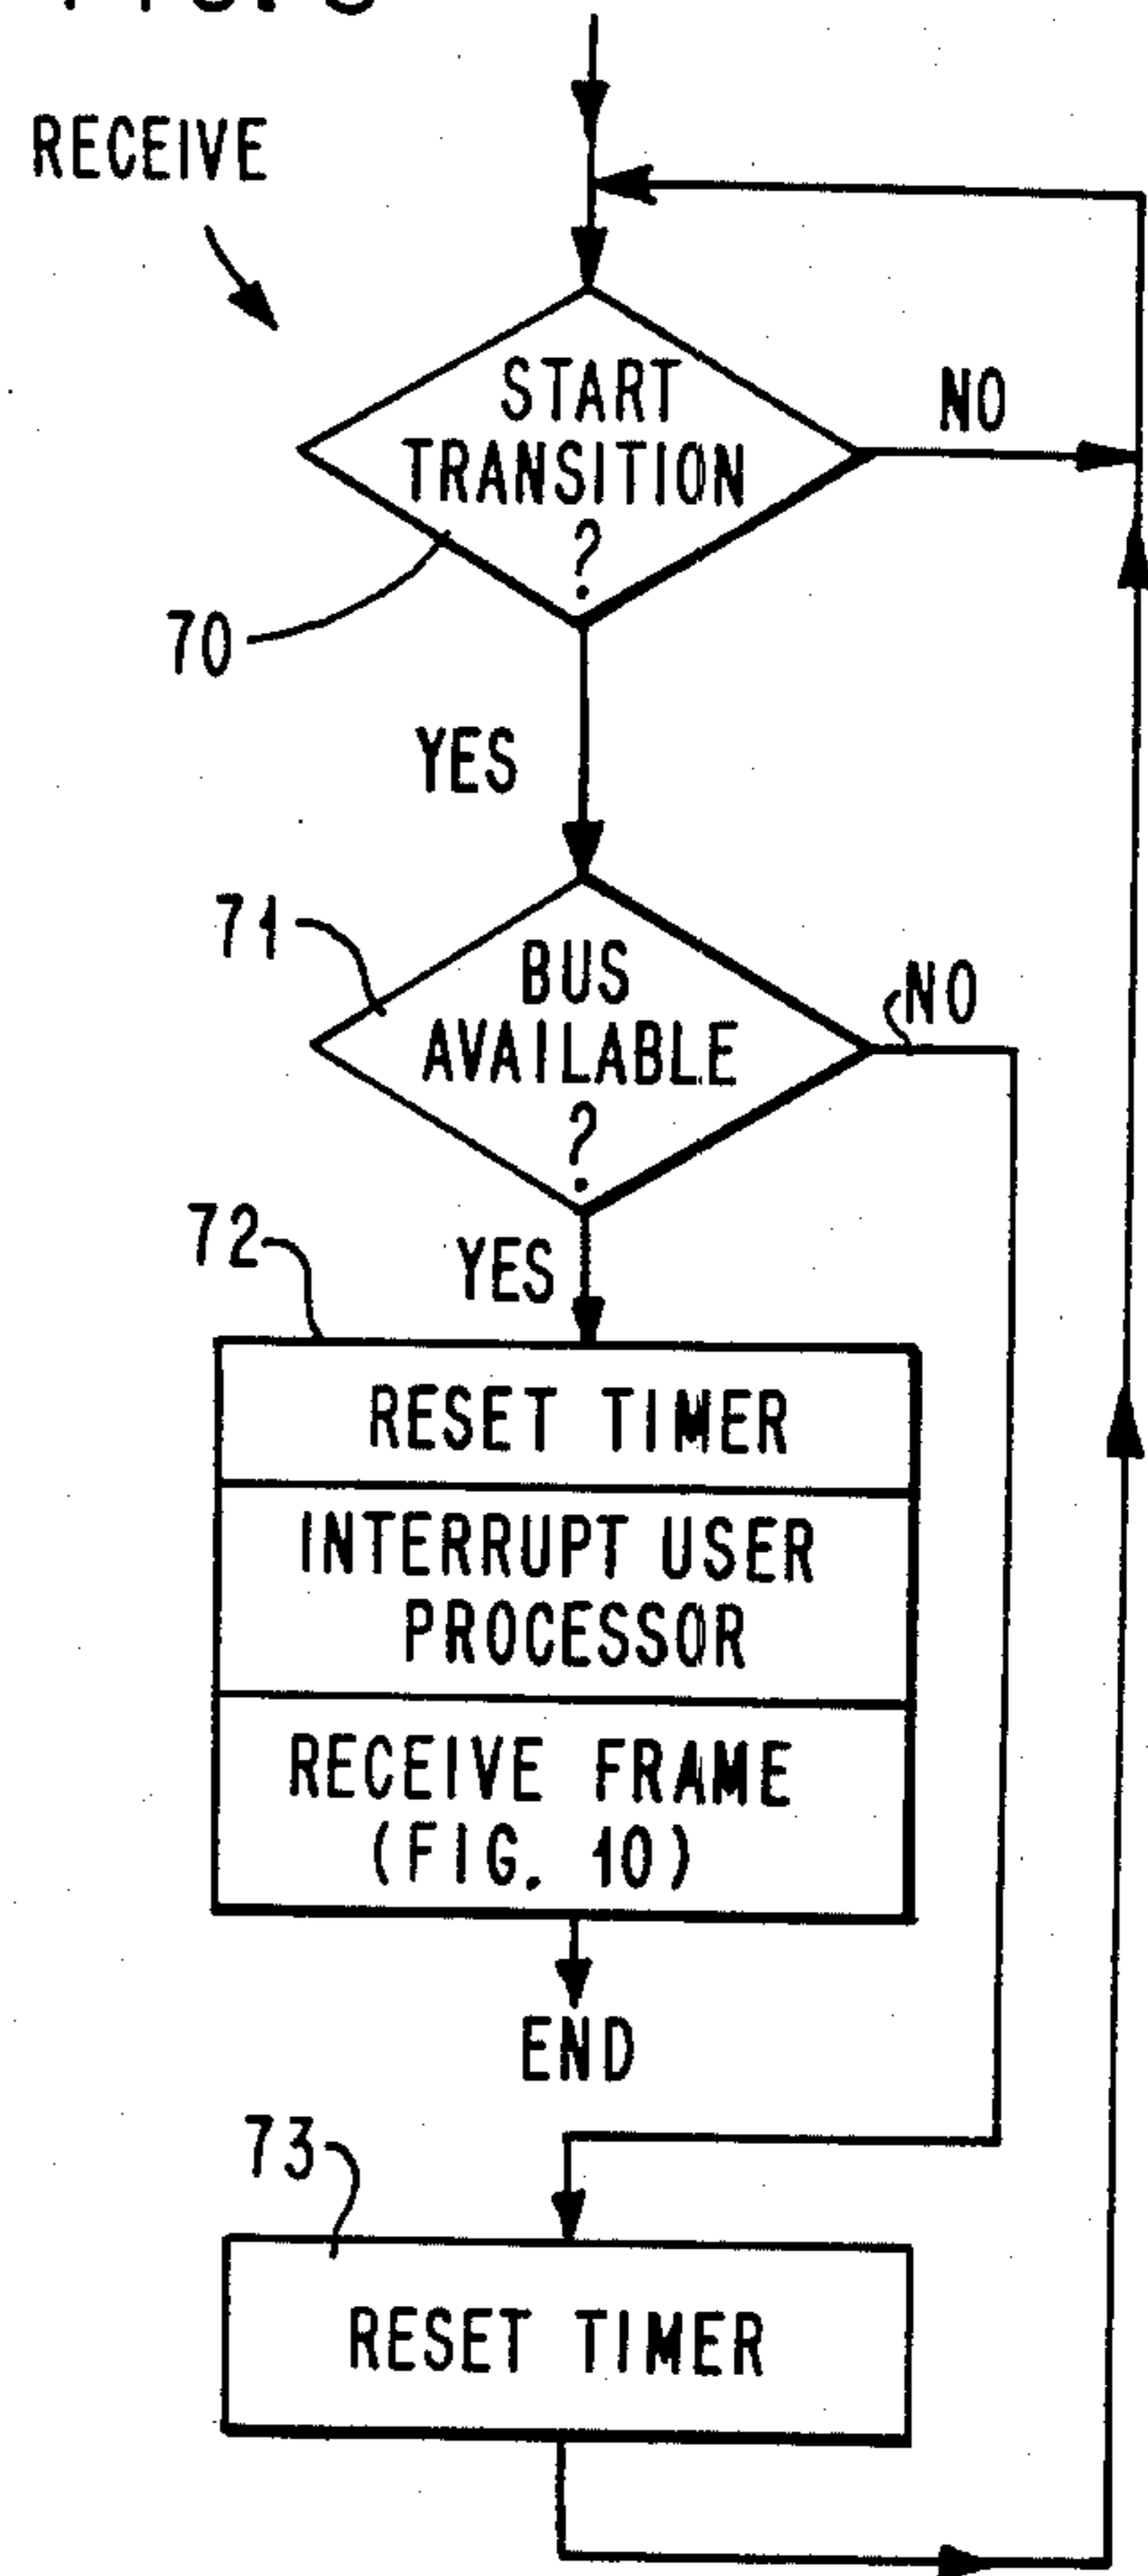 RECEIVE
START
TRANSITION
?
NO
70
YES
71
BUS
AVAILABLE
?
NO
72
YES
RESET TIMER
INTERRUPT USER
PROCESSOR
RECEIVE FRAME
(FIG. 10)
END
73
RESET TIMER